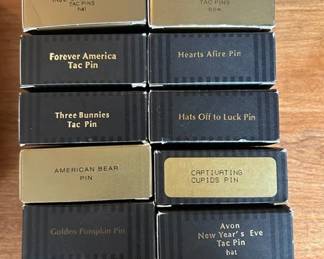 TAC PINS
hat
TAC PINS
Forever America
Tac Pin
Hearts Afire Pin
Three Bunnies
Tac Pin
Hats Off to Luck Pin
AMERICAN BEAR
PIN
CAPTIVATING
CUPIDS PIN
Golden Pumpkin Pin
Avon
New Year's Eve
Tac Pin
hat